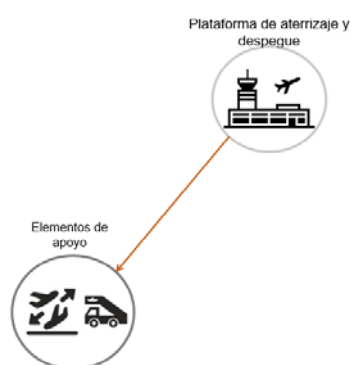 Plataforma de aterrizaje y
despegue
Elementos de
apoyo